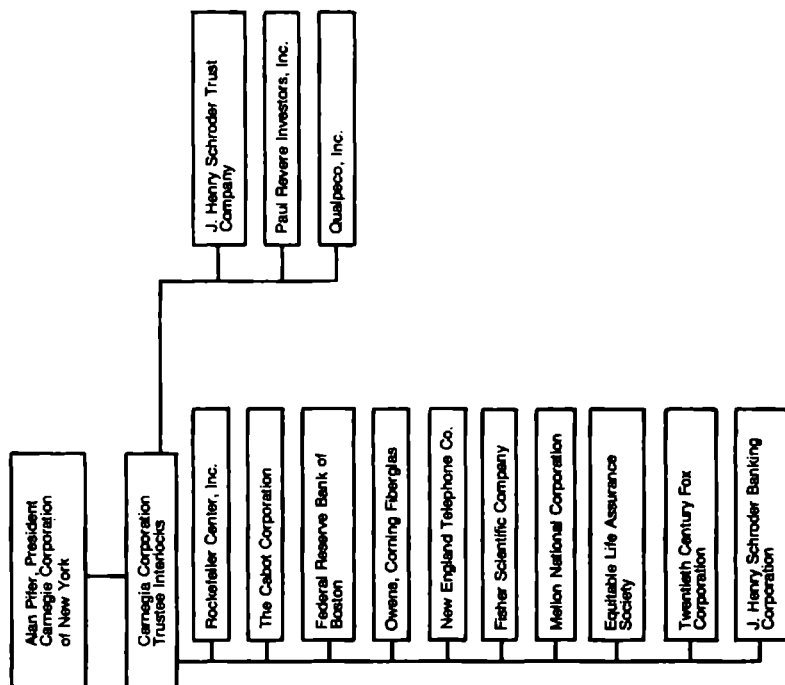 Alan Pifer, President
Carnegie Corporation
of New York
Carnegia Corporation
Trustee Interlocks
Rockefeller Center, Inc.
The Cabot Corporation
Federal Reserve Bank of
Boston
Owens, Corning Fiberglas
New England Telephone Co.
Fisher Scientific Company
Mellon National Corporation
Equitable Life Assurance
Society
Twentieth Century Fox
Corporation
J. Henry Schroder Banking
Corporation
J. Henry Schroder Trust
Company
Paul Revere Investors, Inc.
Qualpeco, Inc.